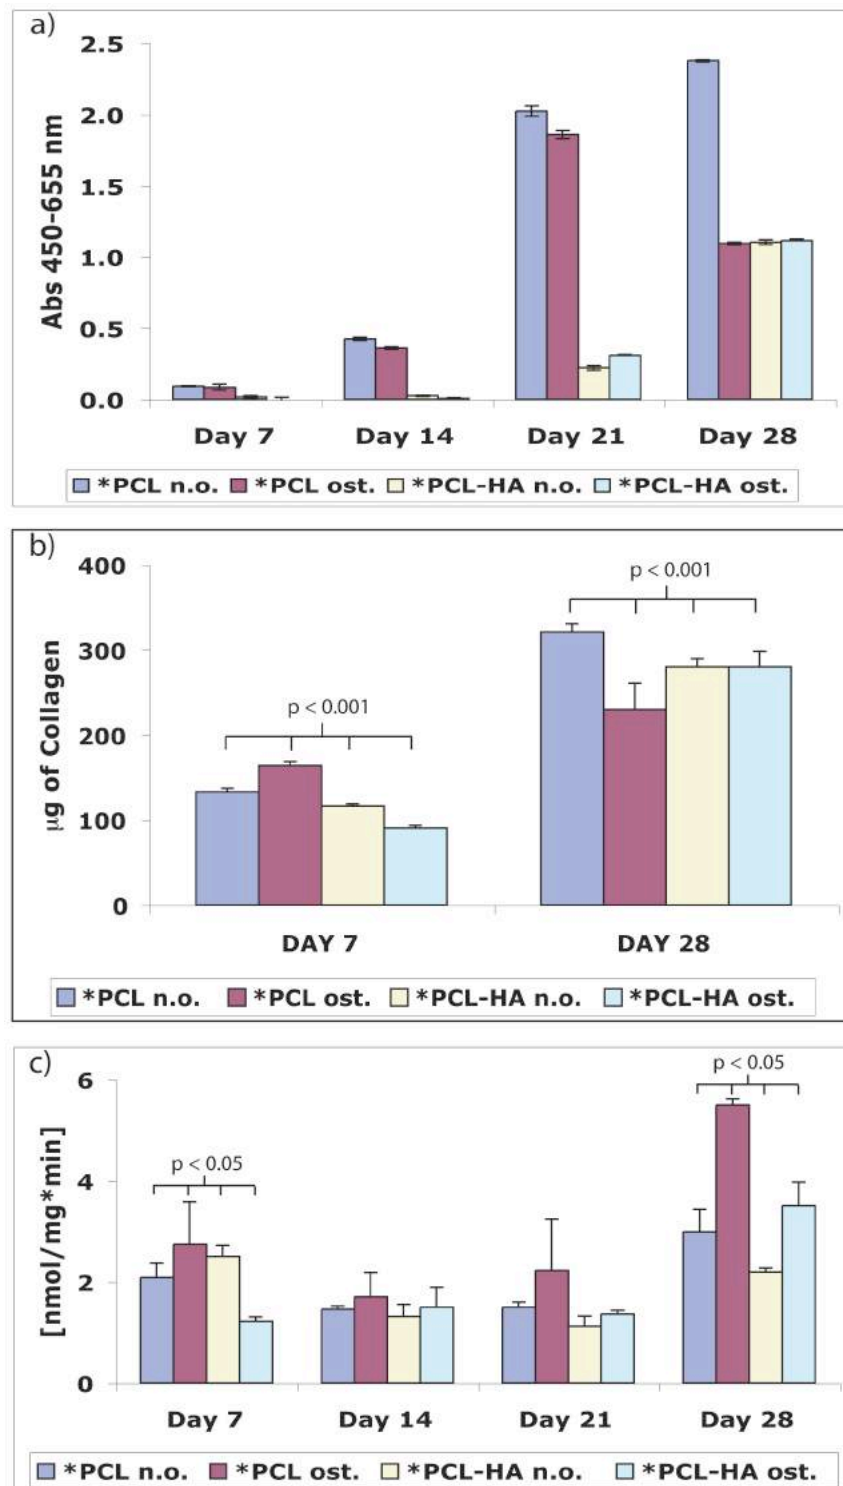 a)
2.5
2.0
1.5
1.0
0.5
0.0
Abs 450-655 nm
Day 7 Day 14 Day 21 Day 28
*PCL n.o. *PCL ost. *PCL-HA n.o. *PCL-HA ost.
b)
400
300
200
100
0
μg of Collagen
p < 0.001
p < 0.001
DAY 7 DAY 28
*PCL n.o. *PCL ost. *PCL-HA n.o. *PCL-HA ost.
c)
6
4
2
0
[nmol/mg*min]
p < 0.05
p < 0.05
Day 7 Day 14 Day 21 Day 28
*PCL n.o. *PCL ost. *PCL-HA n.o. *PCL-HA ost.